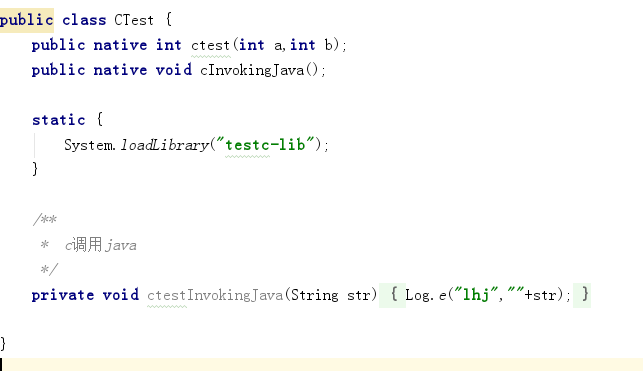 public class CTest {
public native int ctest(int a,int b);
public native void cInvokingJava();
static {
System.loadLibrary("testc-lib");
}
/**
* c调用java
*/
private void ctestInvokingJava(String str) { Log.e("lhj",""+str); }
}